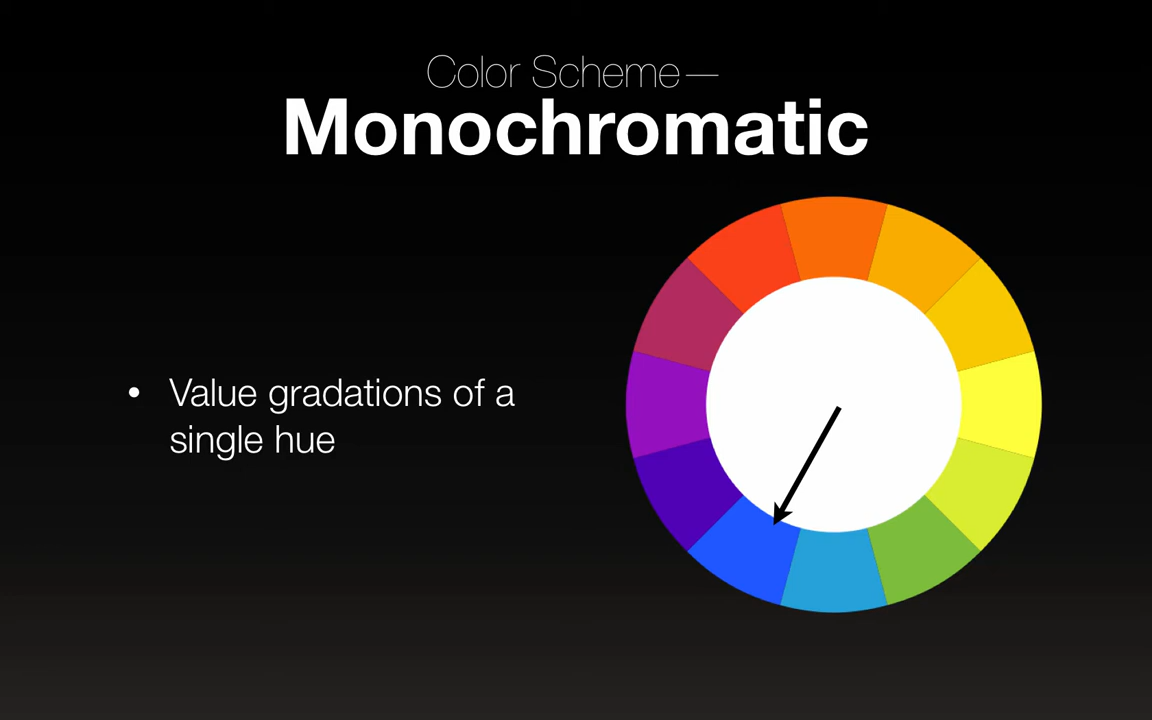 Color Scheme—
Monochromatic
• Value gradations of a
single hue